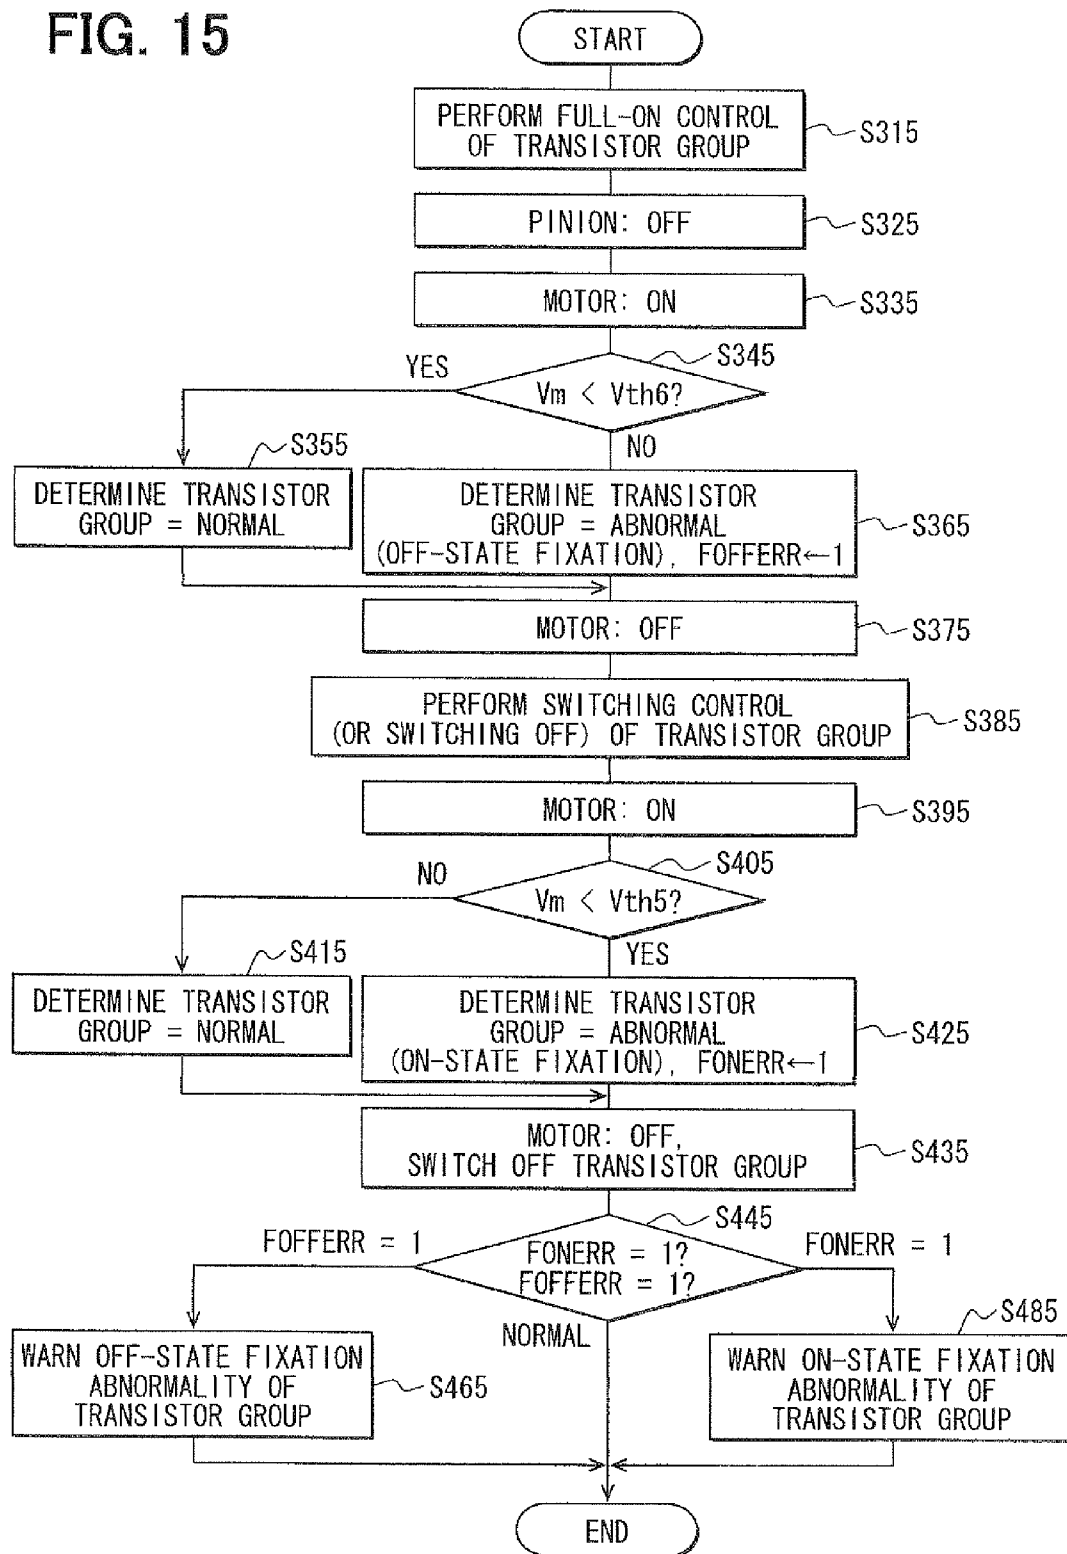 FIG. 15
START
PERFORM FULL-ON CONTROL
OF TRANSISTOR GROUP
S315
PINION: OFF
S325
MOTOR: ON
S335
S345
YES
Vm < Vth6?
NO
S355
DETERMINE TRANSISTOR
GROUP = NORMAL
DETERMINE TRANSISTOR
GROUP = ABNORMAL
(OFF-STATE FIXATION), FOFFERR←1
S365
MOTOR: OFF
S375
PERFORM SWITCHING CONTROL
(OR SWITCHING OFF) OF TRANSISTOR GROUP
S385
MOTOR: ON
S395
S405
NO
Vm < Vth5?
YES
S415
DETERMINE TRANSISTOR
GROUP = NORMAL
DETERMINE TRANSISTOR
GROUP = ABNORMAL
(ON-STATE FIXATION), FONERR←1
S425
MOTOR: OFF,
SWITCH OFF TRANSISTOR GROUP
S435
S445
FOFFERR = 1
FONERR = 1?
FOFFERR = 1?
FONERR = 1
NORMAL
S485
WARN OFF-STATE FIXATION
ABNORMALITY OF
TRANSISTOR GROUP
S465
WARN ON-STATE FIXATION
ABNORMALITY OF
TRANSISTOR GROUP
END